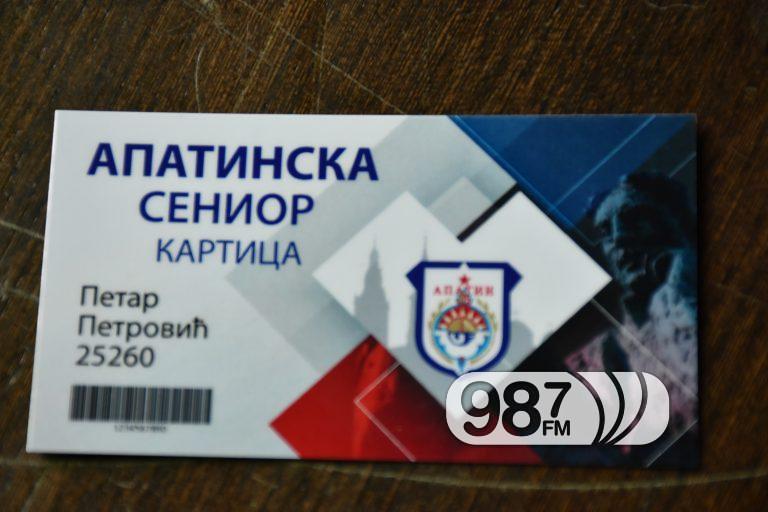 АПАТИНСКА
СЕНИОР
КАРТИЦА
Петар
Петровић
25260
АПАТИН
987
FM